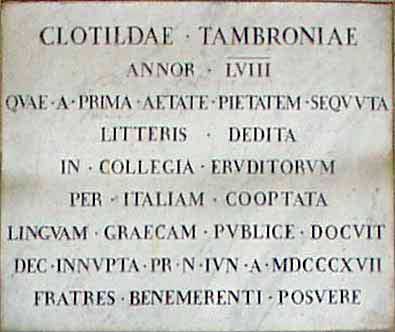 CLOTILDAE · TAMBRONIAE
ANNOR · LVIII
QVAE · A · PRIMA · AETATE · PIETATEM · SEQVVTA
LITTERIS · DEDITA
IN · COLLEGIA · ERVDITORVM
PER · ITALIAM · COOPTATA
LINGVAM · GRAECAM · PVBLICE · DOCVIT
DEC · INNVPTA · PR · N · IVN · A · MDCCCXVII
FRATRES · BENEMERENTI · POSVERE